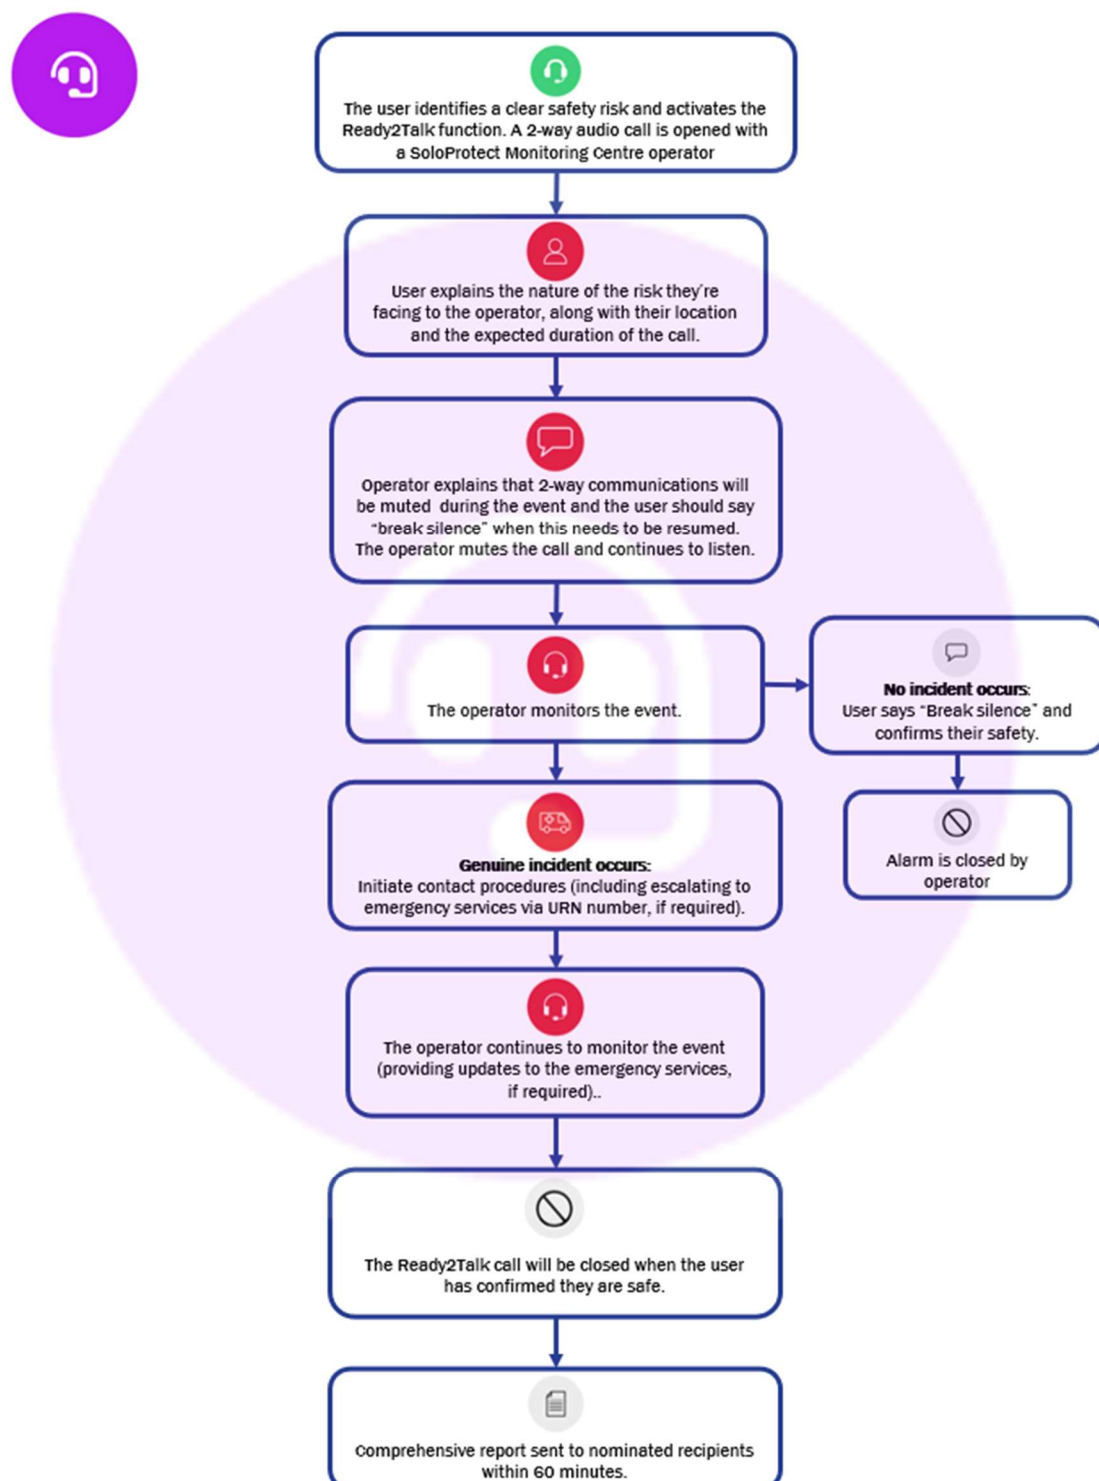 The user identifies a clear safety risk and activates the
Ready2Talk function. A 2-way audio call is opened with
a SoloProtect Monitoring Centre operator
User explains the nature of the risk they're
facing to the operator, along with their location
and the expected duration of the call.
Operator explains that 2-way communications will
be muted during the event and the user should say
"break silence" when this needs to be resumed.
The operator mutes the call and continues to listen.
The operator monitors the event.
No incident occurs:
User says "Break silence" and
confirms their safety.
Alarm is closed by
operator
Genuine incident occurs:
Initiate contact procedures (including escalating to
emergency services via URN number, if required).
The operator continues to monitor the event
(providing updates to the emergency services,
if required)..
The Ready2Talk call will be closed when the user
has confirmed they are safe.
Comprehensive report sent to nominated recipients
within 60 minutes.